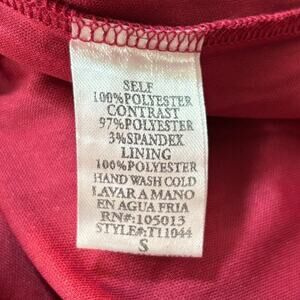 SELF
100%POLYESTER
CONTRAST
97%POLYESTER
3%SPANDEX
LINING
100%POLYESTER
HAND WASH COLD
LAVAR A MANO
EN AGUA FRIA
RN#:105013
STYLE#:T11044
S